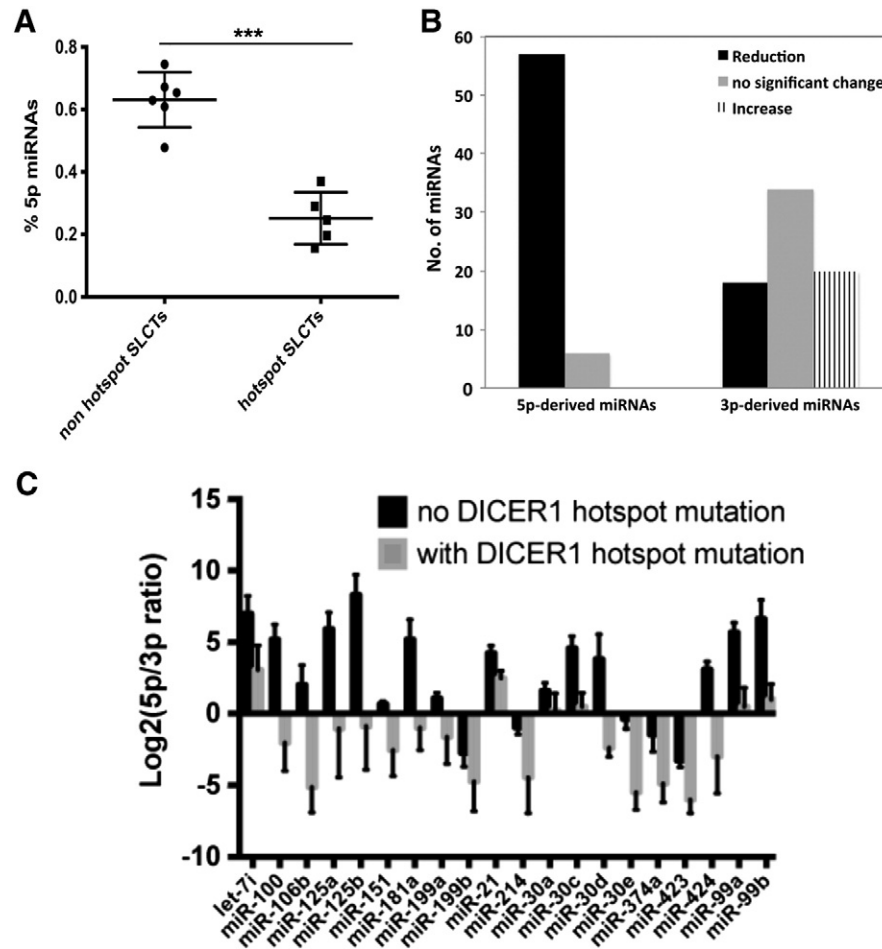 A
***
0.8
0.6
0.4
0.2
0.0
% 5p miRNAs
non hotspot SLCTs
hotspot SLCTs
B
60
50
40
30
20
10
0
No. of miRNAs
Reduction
no significant change
Increase
5p-derived miRNAs
3p-derived miRNAs
C
15
10
5
0
-5
-10
Log2(5p/3p ratio)
no DICER1 hotspot mutation
with DICER1 hotspot mutation
let-7i
miR-100
miR-106b
miR-125a
miR-125b
miR-151
miR-181a
miR-199a
miR-199b
miR-21
miR-214
miR-30a
miR-30c
miR-30d
miR-30e
miR-374a
miR-423
miR-424
miR-99a
miR-99b